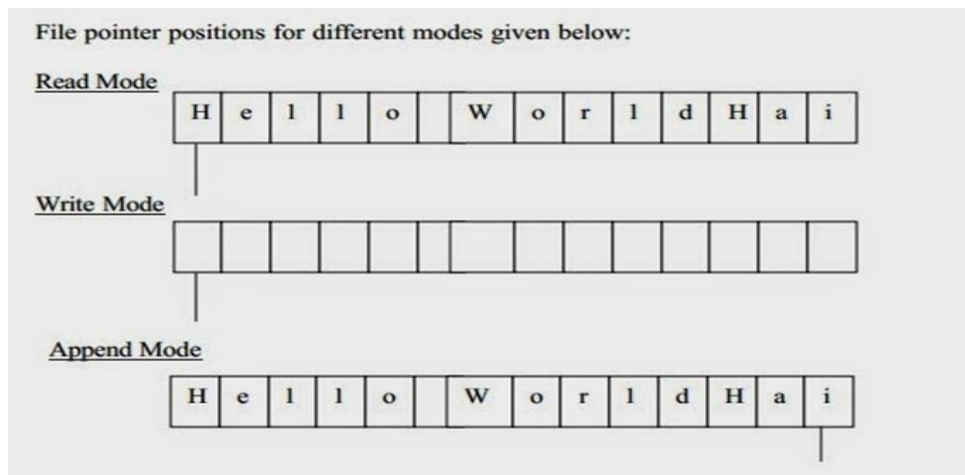 File pointer positions for different modes given below:
Read Mode
H e l l o W o r l d H a i
Write Mode
Append Mode
H e l l o W o r l d H a i